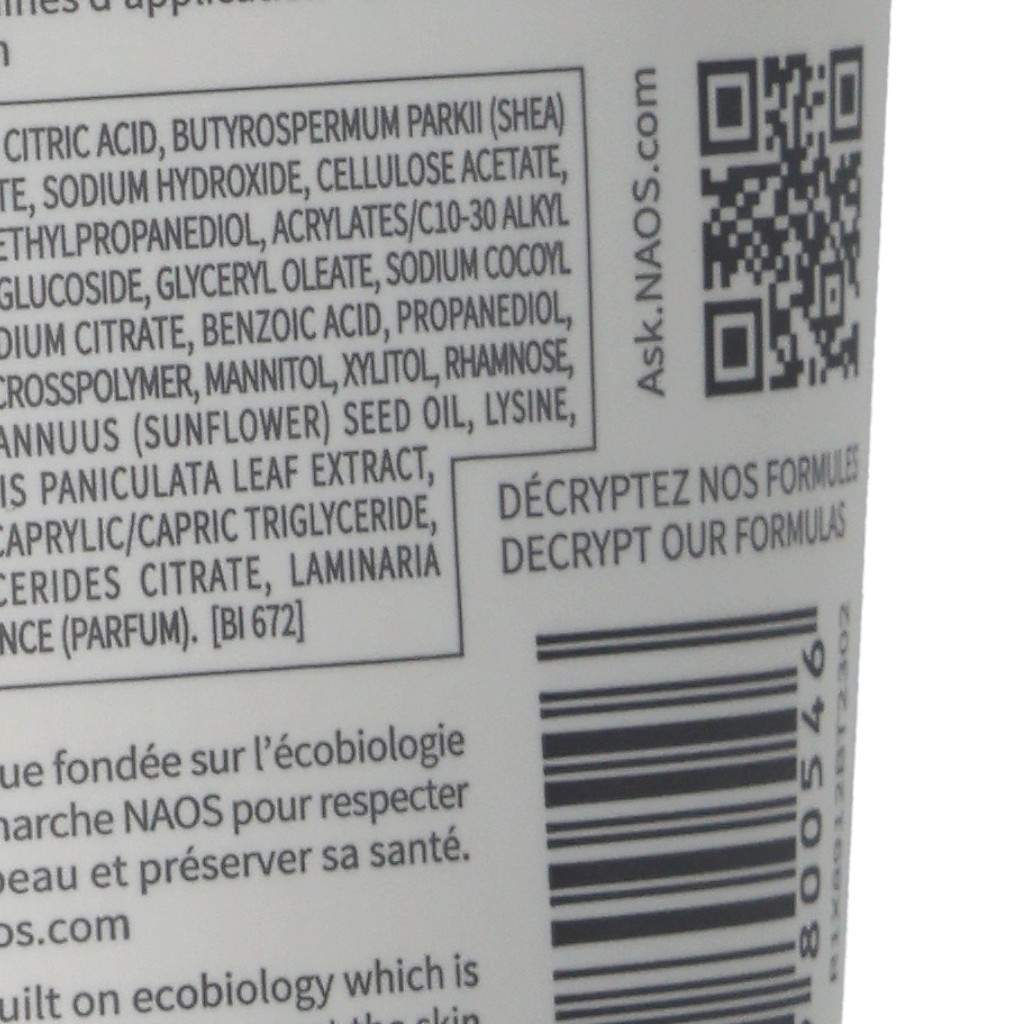 CITRIC ACID, BUTYROSPERMUM PARKII (SHEA)
TE, SODIUM HYDROXIDE, CELLULOSE ACETATE,
ETHYLPROPANEDIOL, ACRYLATES/C10-30 ALKYL
GLUCOSIDE, GLYCERYL OLEATE, SODIUM COCOYL
DIUM CITRATE, BENZOIC ACID, PROPANEDIOL,
CROSSPOLYMER, MANNITOL, XYLITOL, RHAMNOSE,
ANNUUS (SUNFLOWER) SEED OIL, LYSINE,
IS PANICULATA LEAF EXTRACT,
CAPRYLIC/CAPRIC TRIGLYCERIDE,
CERIDES CITRATE, LAMINARIA
NCE (PARFUM). [BI 672]
Ask.NAOS.com
DÉCRYPTEZ NOS FORMULES
DECRYPT OUR FORMULAS
ue fondée sur l'écobiologie
marche NAOS pour respecter
peau et préserver sa santé.
os.com
uilt on ecobiology which is
the skin
800546